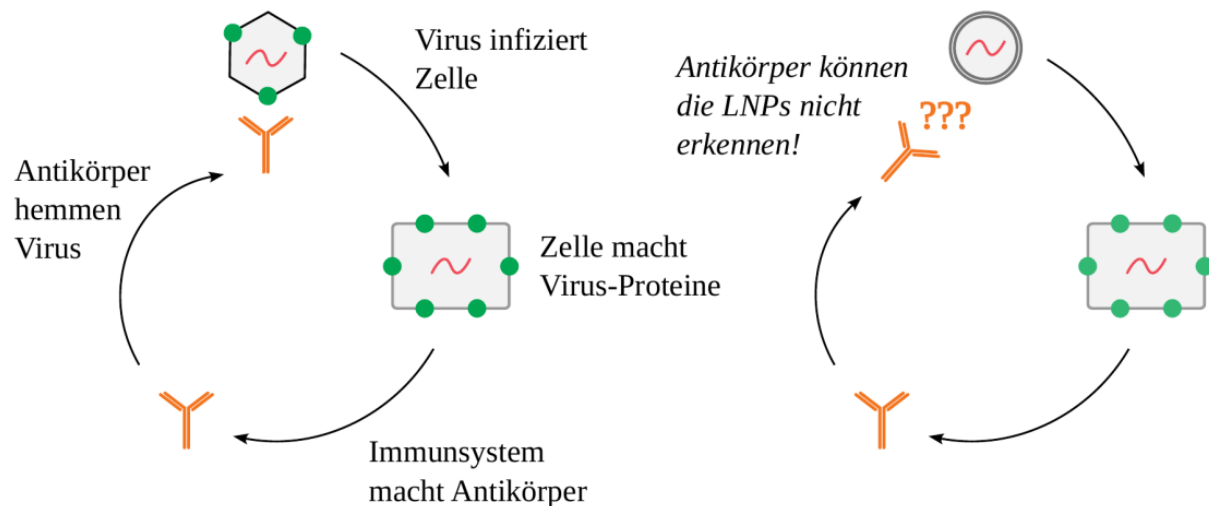 Virus infiziert
Zelle
Antikörper
hemmen
Virus
Zelle macht
Virus-Proteine
Immunsystem
macht Antikörper
Antikörper können
die LNPs nicht
erkennen!
???